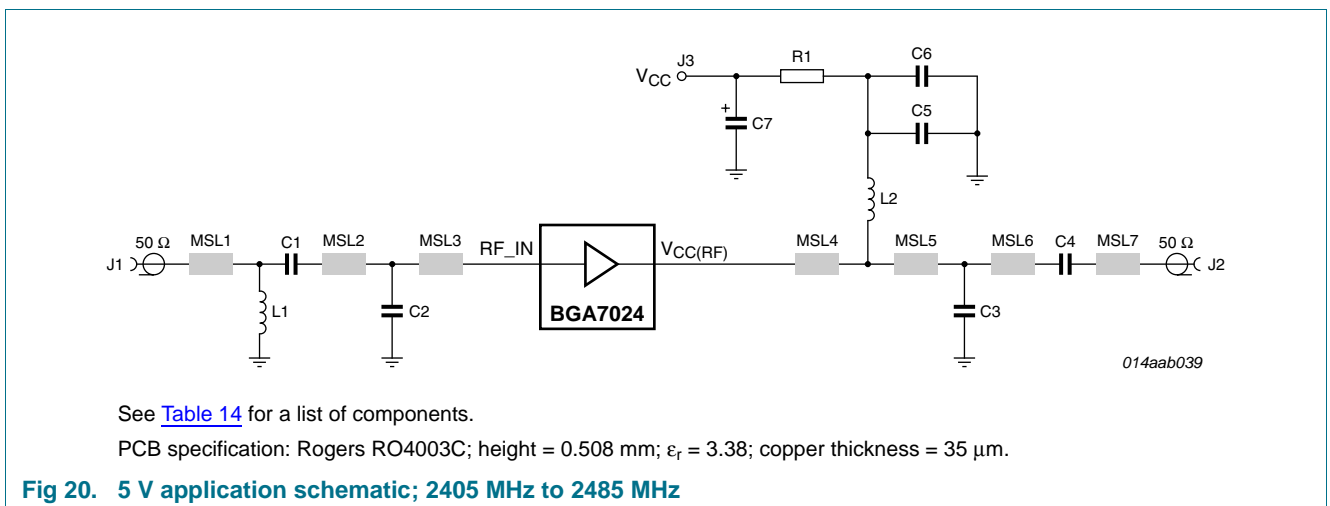 J3
R1
C6
VCC
+
C7
C5
L2
50 Ω
MSL1
C1
MSL2
MSL3
RF_IN
VCC(RF)
MSL4
MSL5
MSL6
C4
MSL7
50 Ω
J1
J2
L1
C2
BGA7024
C3
014aab039
See Table 14 for a list of components.
PCB specification: Rogers RO4003C; height = 0.508 mm; εr = 3.38; copper thickness = 35 μm.
Fig 20. 5 V application schematic; 2405 MHz to 2485 MHz